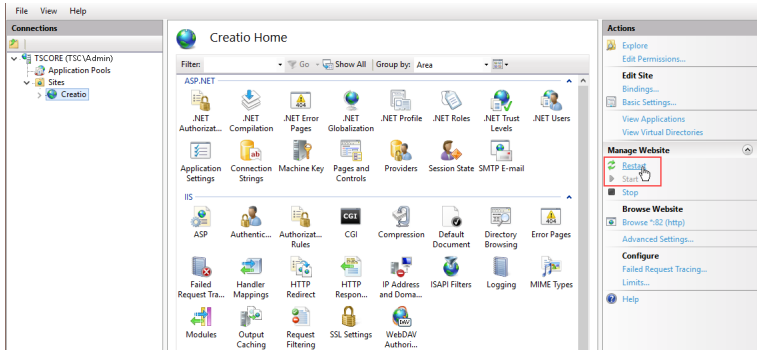 File View Help
Connections
TSCORE (TSC\Admin)
Application Pools
Sites
Creatio
Creatio Home
Filter: Go Show All Group by: Area
ASP.NET
.NET Authorizat... .NET Compilation .NET Error Pages .NET Globalization .NET Profile .NET Roles .NET Trust Levels .NET Users
Application Settings Connection Strings Machine Key Pages and Controls Providers Session State SMTP E-mail
IIS
ASP Authentic... Authorizat... Rules CGI Compression Default Document Directory Browsing Error Pages
Failed Request Tra... Handler Mappings HTTP Redirect HTTP Respon... IP Address and Doma... ISAPI Filters Logging MIME Types
Modules Output Caching Request Filtering SSL Settings WebDAV Authori...
Actions
Explore
Edit Permissions...
Edit Site
Bindings...
Basic Settings...
View Applications
View Virtual Directories
Manage Website
Restart
Start
Stop
Browse Website
Browse *:82 (http)
Advanced Settings...
Configure
Failed Request Tracing...
Limits...
Help